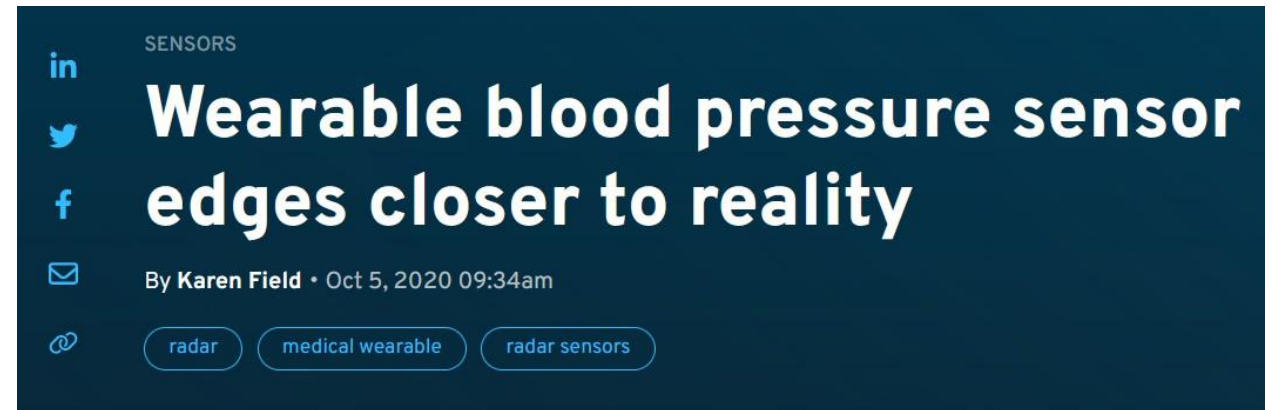 SENSORS
Wearable blood pressure sensor
edges closer to reality
By Karen Field • Oct 5, 2020 09:34am
radar medical wearable radar sensors